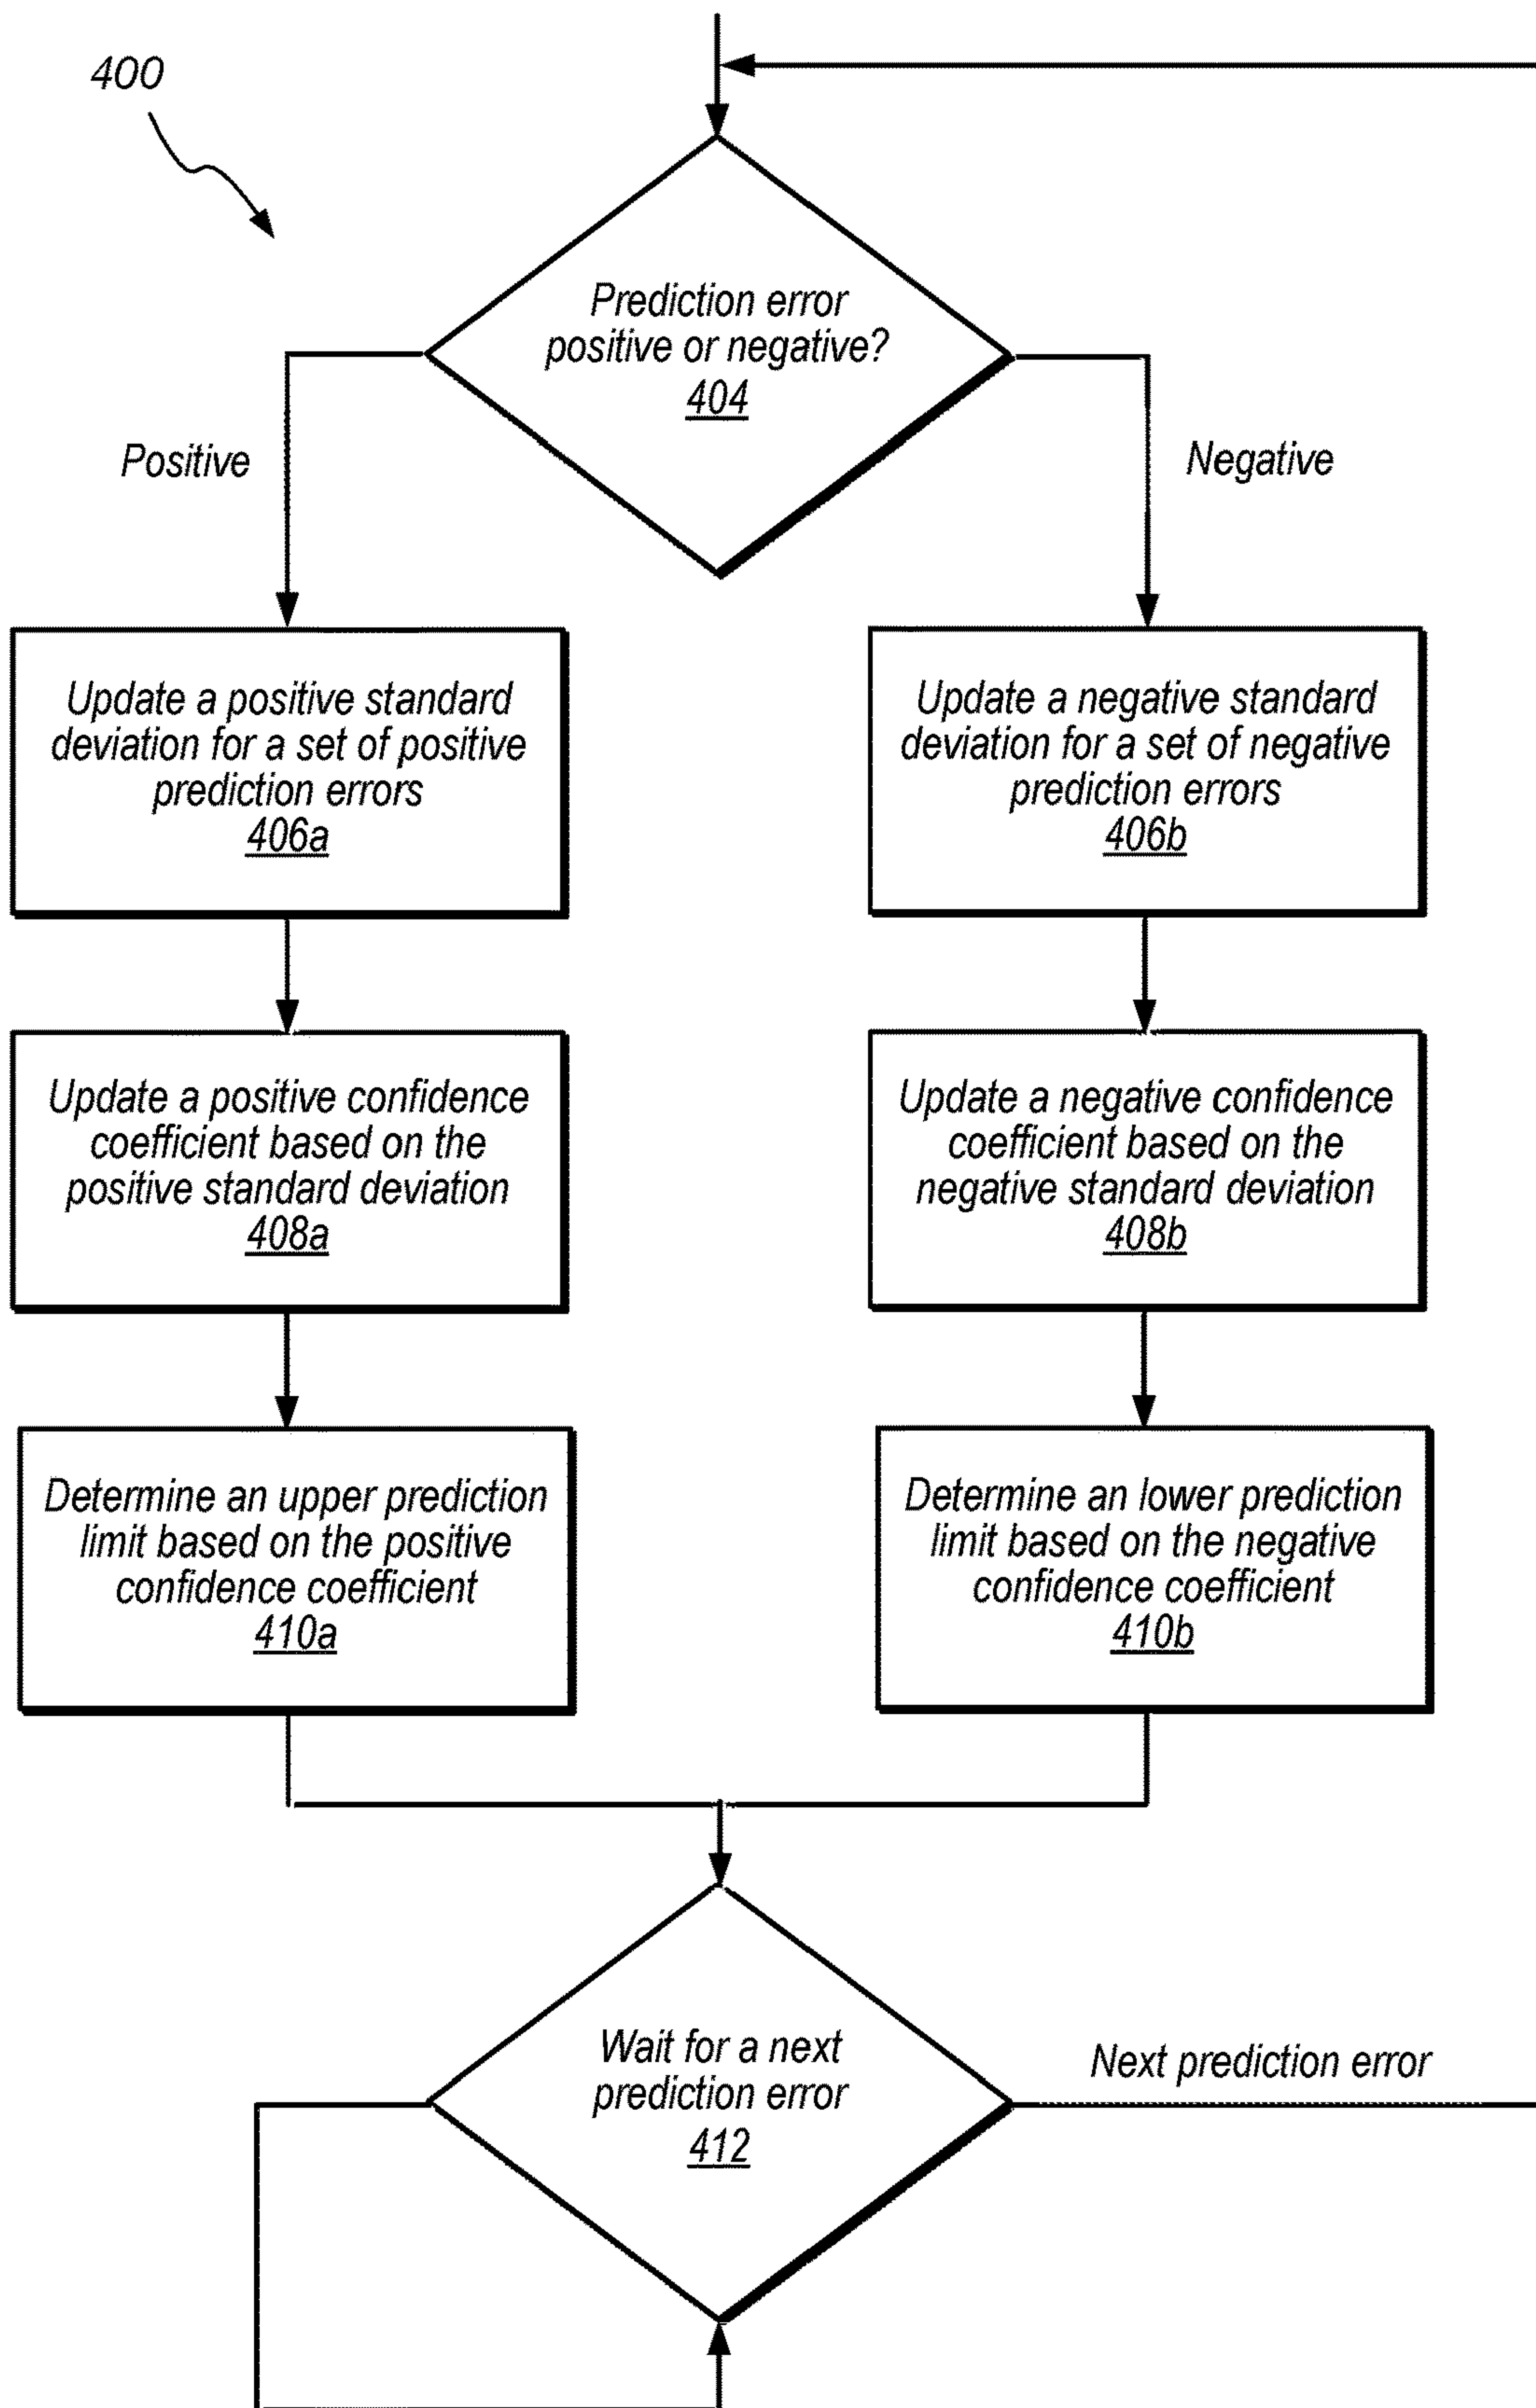 400
Prediction error
positive or negative?
404
Positive
Negative
Update a positive standard
deviation for a set of positive
prediction errors
406a
Update a negative standard
deviation for a set of negative
prediction errors
406b
Update a positive confidence
coefficient based on the
positive standard deviation
408a
Update a negative confidence
coefficient based on the
negative standard deviation
408b
Determine an upper prediction
limit based on the positive
confidence coefficient
410a
Determine an lower prediction
limit based on the negative
confidence coefficient
410b
Wait for a next
prediction error
412
Next prediction error